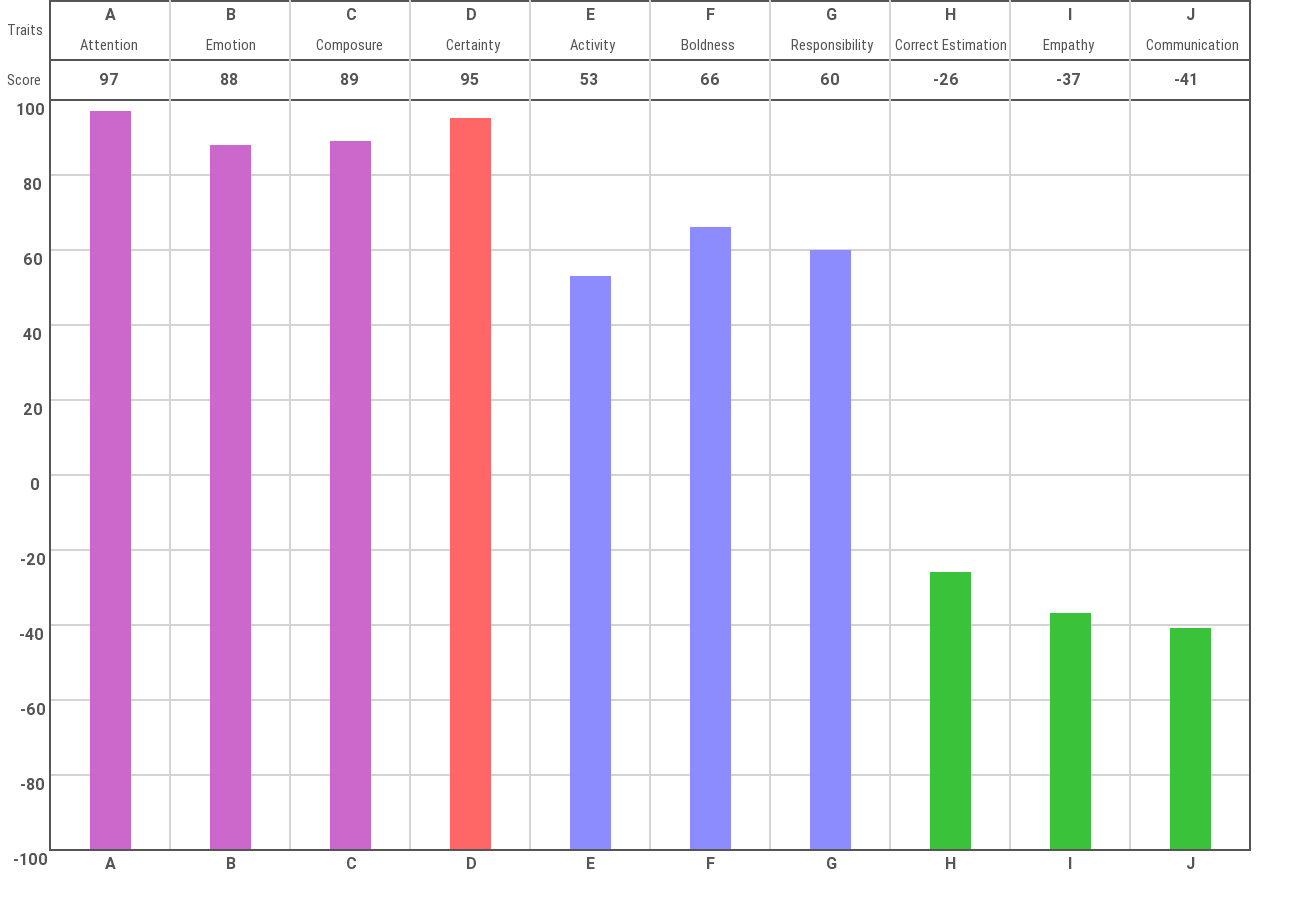 A B C D E F G H I J
Traits
Attention Emotion Composure Certainty Activity Boldness Responsibility Correct Estimation Empathy Communication
Score 97 88 89 95 53 66 60 -26 -37 -41
100
80
60
40
20
0
-20
-40
-60
-80
-100
A B C D E F G H I J